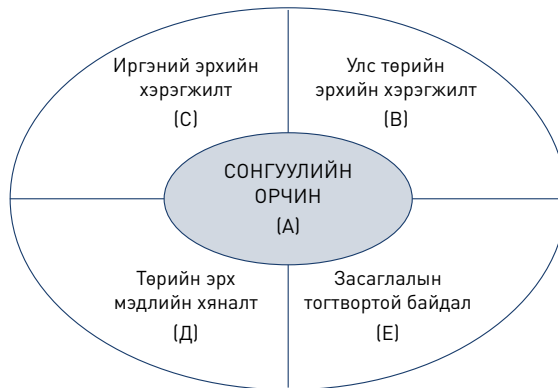 Иргэний эрхийн
хэрэгжилт
(С)
Улс төрийн
эрхийн хэрэгжилт
(В)
СОНГУУЛИЙН
ОРЧИН
(А)
Төрийн эрх
мэдлийн хяналт
(Д)
Засаглалын
тогтвортой байдал
(Е)